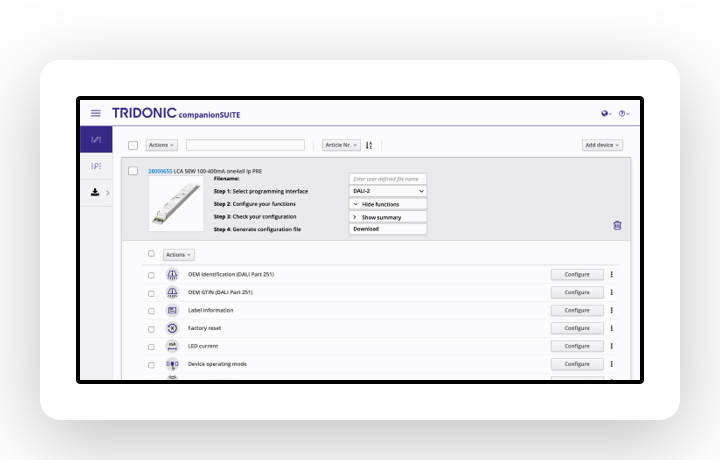 TRIDONIC companionSUITE
Actions
Article Nr.
Add device
28000655 LCA 50W 100-400mA one4all lp PRE
Filename:
Enter user defined file name
Step 1: Select programming interface
DALI-2
Step 2: Configure your functions
Hide functions
Step 3: Check your configuration
Show summary
Step 4: Generate configuration file
Download
Actions
OEM Identification (DALI Part 251)
Configure
OEM GTIN (DALI Part 251)
Configure
Label information
Configure
Factory reset
Configure
mA
LED current
Configure
Device operating mode
Configure